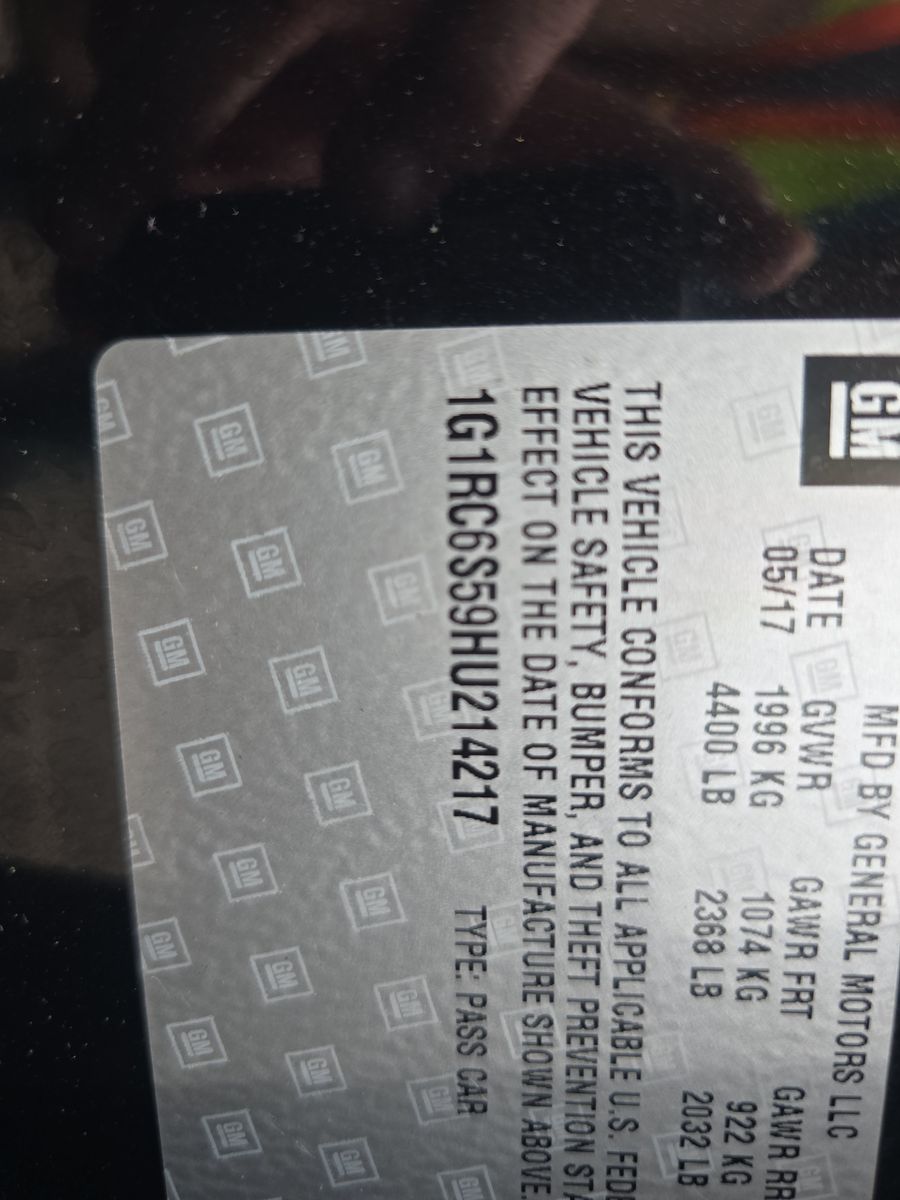 GM
MFD BY GENERAL MOTORS LLC
DATE GVWR GAWR FRT GAWR RR
05/17 1996 KG 1074 KG 922 KG
4400 LB 2368 LB 2032 LB
THIS VEHICLE CONFORMS TO ALL APPLICABLE U.S.
VEHICLE SAFETY, BUMPER, AND THEFT PREVENTION
EFFECT ON THE DATE OF MANUFACTURE SHOWN ABOVE.
1G1RC6S59HU214217 TYPE: PASS CAR